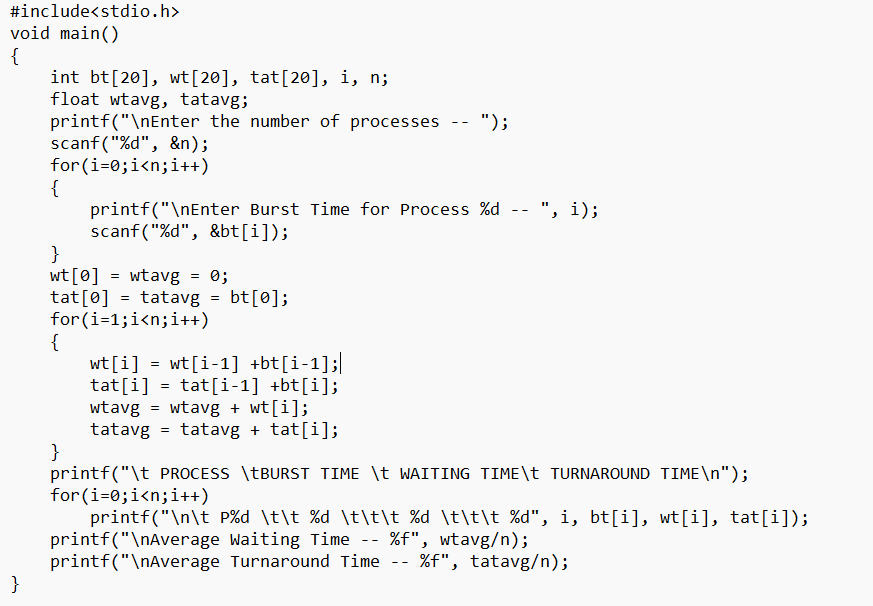 #include<stdio.h>
void main()
{
    int bt[20], wt[20], tat[20], i, n;
    float wtavg, tatavg;
    printf("\nEnter the number of processes -- ");
    scanf("%d", &n);
    for(i=0;i<n;i++)
    {
        printf("\nEnter Burst Time for Process %d -- ", i);
        scanf("%d", &bt[i]);
    }
    wt[0] = wtavg = 0;
    tat[0] = tatavg = bt[0];
    for(i=1;i<n;i++)
    {
        wt[i] = wt[i-1] +bt[i-1];
        tat[i] = tat[i-1] +bt[i];
        wtavg = wtavg + wt[i];
        tatavg = tatavg + tat[i];
    }
    printf("\t PROCESS \tBURST TIME \t WAITING TIME\t TURNAROUND TIME\n");
    for(i=0;i<n;i++)
        printf("\n\t P%d \t\t %d \t\t\t %d \t\t\t %d", i, bt[i], wt[i], tat[i]);
    printf("\nAverage Waiting Time -- %f", wtavg/n);
    printf("\nAverage Turnaround Time -- %f", tatavg/n);
}